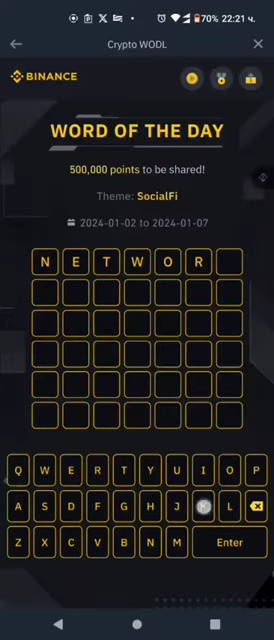 70% 22:21 ч.
Crypto WODL
BINANCE
WORD OF THE DAY
500,000 points to be shared!
Theme: SocialFi
2024-01-02 to 2024-01-07
N E T W O R
Q W E R T Y U I O P
A S D F G H J K L
Z X C V B N M Enter